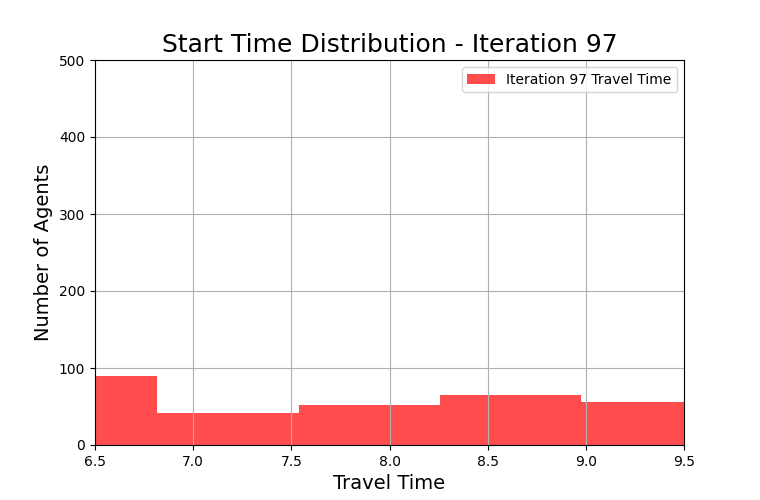 Start Time Distribution - Iteration 97
Iteration 97 Travel Time
Number of Agents
500
400
300
200
100
0
6.5 7.0 7.5 8.0 8.5 9.0 9.5
Travel Time